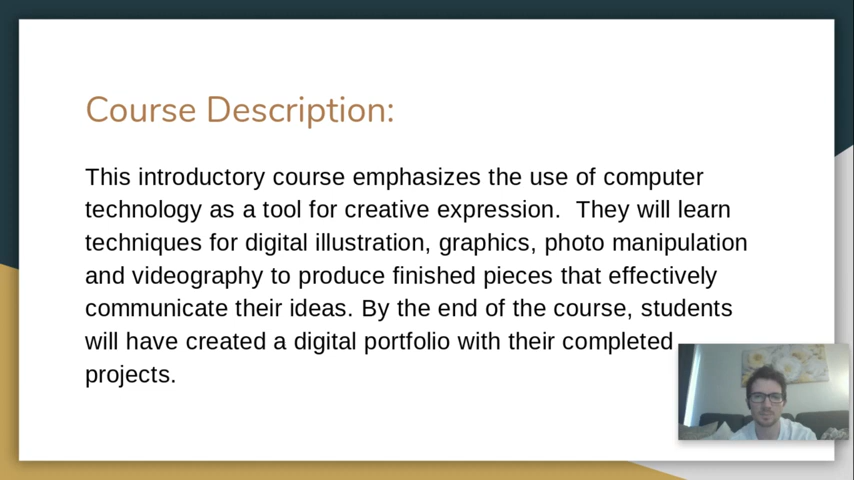 Course Description:
This introductory course emphasizes the use of computer
technology as a tool for creative expression.  They will learn
techniques for digital illustration, graphics, photo manipulation
and videography to produce finished pieces that effectively
communicate their ideas. By the end of the course, students
will have created a digital portfolio with their completed
projects.